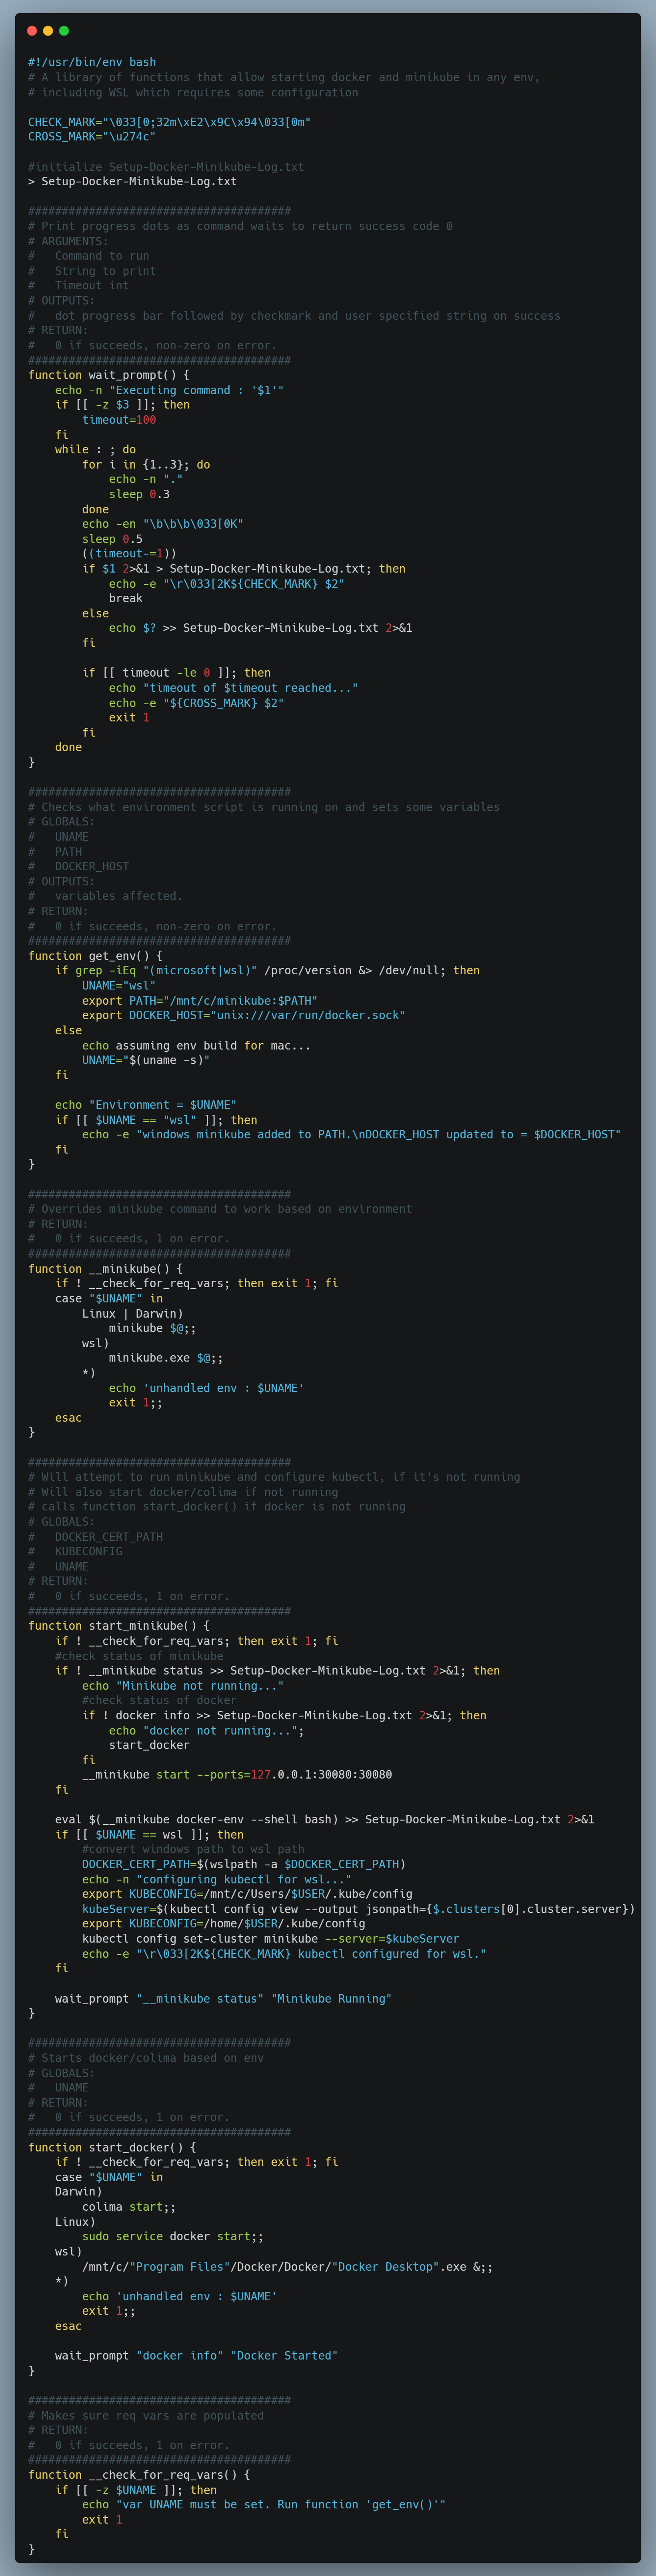 #!/usr/bin/env bash
# A library of functions that allow starting docker and minikube in any env,
# including WSL which requires some configuration

CHECK_MARK="\033[0;32m\xE2\x9C\x94\033[0m"
CROSS_MARK="\u274c"

#initialize Setup-Docker-Minikube-Log.txt
> Setup-Docker-Minikube-Log.txt

#######################################
# Print progress dots as command waits to return success code 0
# ARGUMENTS:
#   Command to run
#   String to print
#   Timeout int
# OUTPUTS:
#   dot progress bar followed by checkmark and user specified string on success
# RETURN:
#   0 if succeeds, non-zero on error.
#######################################
function wait_prompt() {
    echo -n "Executing command : '$1'"
    if [[ -z $3 ]]; then
        timeout=100
    fi
    while : ; do
        for i in {1..3}; do
            echo -n "."
            sleep 0.3
        done
        echo -en "\b\b\b\033[0K"
        sleep 0.5
        ((timeout-=1))
        if $1 2>&1 > Setup-Docker-Minikube-Log.txt; then
            echo -e "\r\033[2K${CHECK_MARK} $2"
            break
        else
            echo $? >> Setup-Docker-Minikube-Log.txt 2>&1
        fi

        if [[ timeout -le 0 ]]; then
            echo "timeout of $timeout reached..."
            echo -e "${CROSS_MARK} $2"
            exit 1
        fi
    done
}

#######################################
# Checks what environment script is running on and sets some variables
# GLOBALS:
#   UNAME
#   PATH
#   DOCKER_HOST
# OUTPUTS:
#   variables affected.
# RETURN:
#   0 if succeeds, non-zero on error.
#######################################
function get_env() {
    if grep -iEq "(microsoft|wsl)" /proc/version &> /dev/null; then
        UNAME="wsl"
        export PATH="/mnt/c/minikube:$PATH"
        export DOCKER_HOST="unix:///var/run/docker.sock"
    else
        echo assuming env build for mac...
        UNAME="$(uname -s)"
    fi

    echo "Environment = $UNAME"
    if [[ $UNAME == "wsl" ]]; then
        echo -e "windows minikube added to PATH.\nDOCKER_HOST updated to = $DOCKER_HOST"
    fi
}

#######################################
# Overrides minikube command to work based on environment
# RETURN:
#   0 if succeeds, 1 on error.
#######################################
function __minikube() {
    if ! __check_for_req_vars; then exit 1; fi
    case "$UNAME" in
        Linux | Darwin)
            minikube $@;;
        wsl)
            minikube.exe $@;;
        *)
            echo 'unhandled env : $UNAME'
            exit 1;;
    esac
}

#######################################
# Will attempt to run minikube and configure kubectl, if it's not running
# Will also start docker/colima if not running
# calls function start_docker() if docker is not running
# GLOBALS:
#   DOCKER_CERT_PATH
#   KUBECONFIG
#   UNAME
# RETURN:
#   0 if succeeds, 1 on error.
#######################################
function start_minikube() {
    if ! __check_for_req_vars; then exit 1; fi
    #check status of minikube
    if ! __minikube status >> Setup-Docker-Minikube-Log.txt 2>&1; then
        echo "Minikube not running..."
        #check status of docker
        if ! docker info >> Setup-Docker-Minikube-Log.txt 2>&1; then
            echo "docker not running...";
            start_docker
        fi
        __minikube start --ports=127.0.0.1:30080:30080
    fi

    eval $(__minikube docker-env --shell bash) >> Setup-Docker-Minikube-Log.txt 2>&1
    if [[ $UNAME == wsl ]]; then
        #convert windows path to wsl path
        DOCKER_CERT_PATH=$(wslpath -a $DOCKER_CERT_PATH)
        echo -n "configuring kubectl for wsl..."
        export KUBECONFIG=/mnt/c/Users/$USER/.kube/config
        kubeServer=$(kubectl config view --output jsonpath={$.clusters[0].cluster.server})
        export KUBECONFIG=/home/$USER/.kube/config
        kubectl config set-cluster minikube --server=$kubeServer
        echo -e "\r\033[2K${CHECK_MARK} kubectl configured for wsl."
    fi

    wait_prompt "__minikube status" "Minikube Running"
}

#######################################
# Starts docker/colima based on env
# GLOBALS:
#   UNAME
# RETURN:
#   0 if succeeds, 1 on error.
#######################################
function start_docker() {
    if ! __check_for_req_vars; then exit 1; fi
    case "$UNAME" in
    Darwin)
        colima start;;
    Linux)
        sudo service docker start;;
    wsl)
        /mnt/c/"Program Files"/Docker/Docker/"Docker Desktop".exe &;;
    *)
        echo 'unhandled env : $UNAME'
        exit 1;;
    esac

    wait_prompt "docker info" "Docker Started"
}

#######################################
# Makes sure req vars are populated
# RETURN:
#   0 if succeeds, 1 on error.
#######################################
function __check_for_req_vars() {
    if [[ -z $UNAME ]]; then
        echo "var UNAME must be set. Run function 'get_env()'"
        exit 1
    fi
}